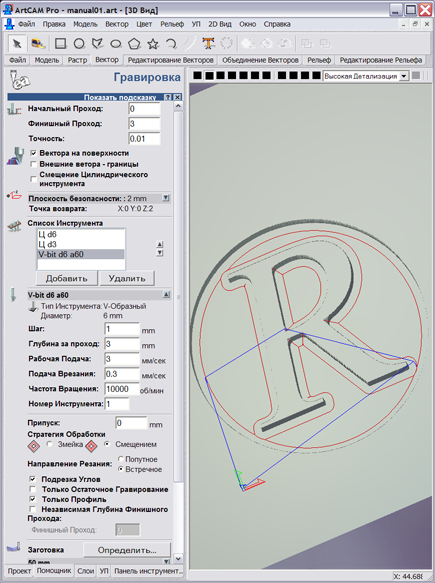 ArtCAM Pro - manual01.art - [3D Вид]
Файл Правка Модель Вектор Рельеф УП 2D Вид Окно Справка
Файл Модель Растр Вектор Редактирование Векторов Объединение Векторов Рельеф Редактирование Рельефа
Гравировка
Высокая Детализация
Показать подсказку
Начальный Проход: 0
Финишный Проход: 3
Точность: 0.01
Вектора на поверхности
Внешние ветора - границы
Смещение Цилиндрического
инструмента
Плоскость безопасности: : 2 mm
Точка возврата: X:0 Y:0 Z:2
Список Инструмента
Ц d6
Ц d3
V-bit d6 a60
Добавить Удалить
V-bit d6 a60
Тип Инструмента: V-Образный
Диаметр: 6 mm
Шаг: 1 mm
Глубина за проход: 3 mm
Рабочая Подача: 3 мм/сек
Подача Врезания: 0.3 мм/сек
Частота Вращения: 10000 об/мин
Номер Инструмента: 1
Припуск: 0 mm
Стратегия Обработки
Змейка Смещением
Направление Резания: Попутное
Встречное
Подрезка Углов
Только Остаточное Гравирование
Только Профиль
Независимая Глубина Финишного
Прохода:
Финишный Проход: 0
Заготовка Определить...
50 mm
Проект Помощник Слои УП Панель инструмент...
X: 44.688